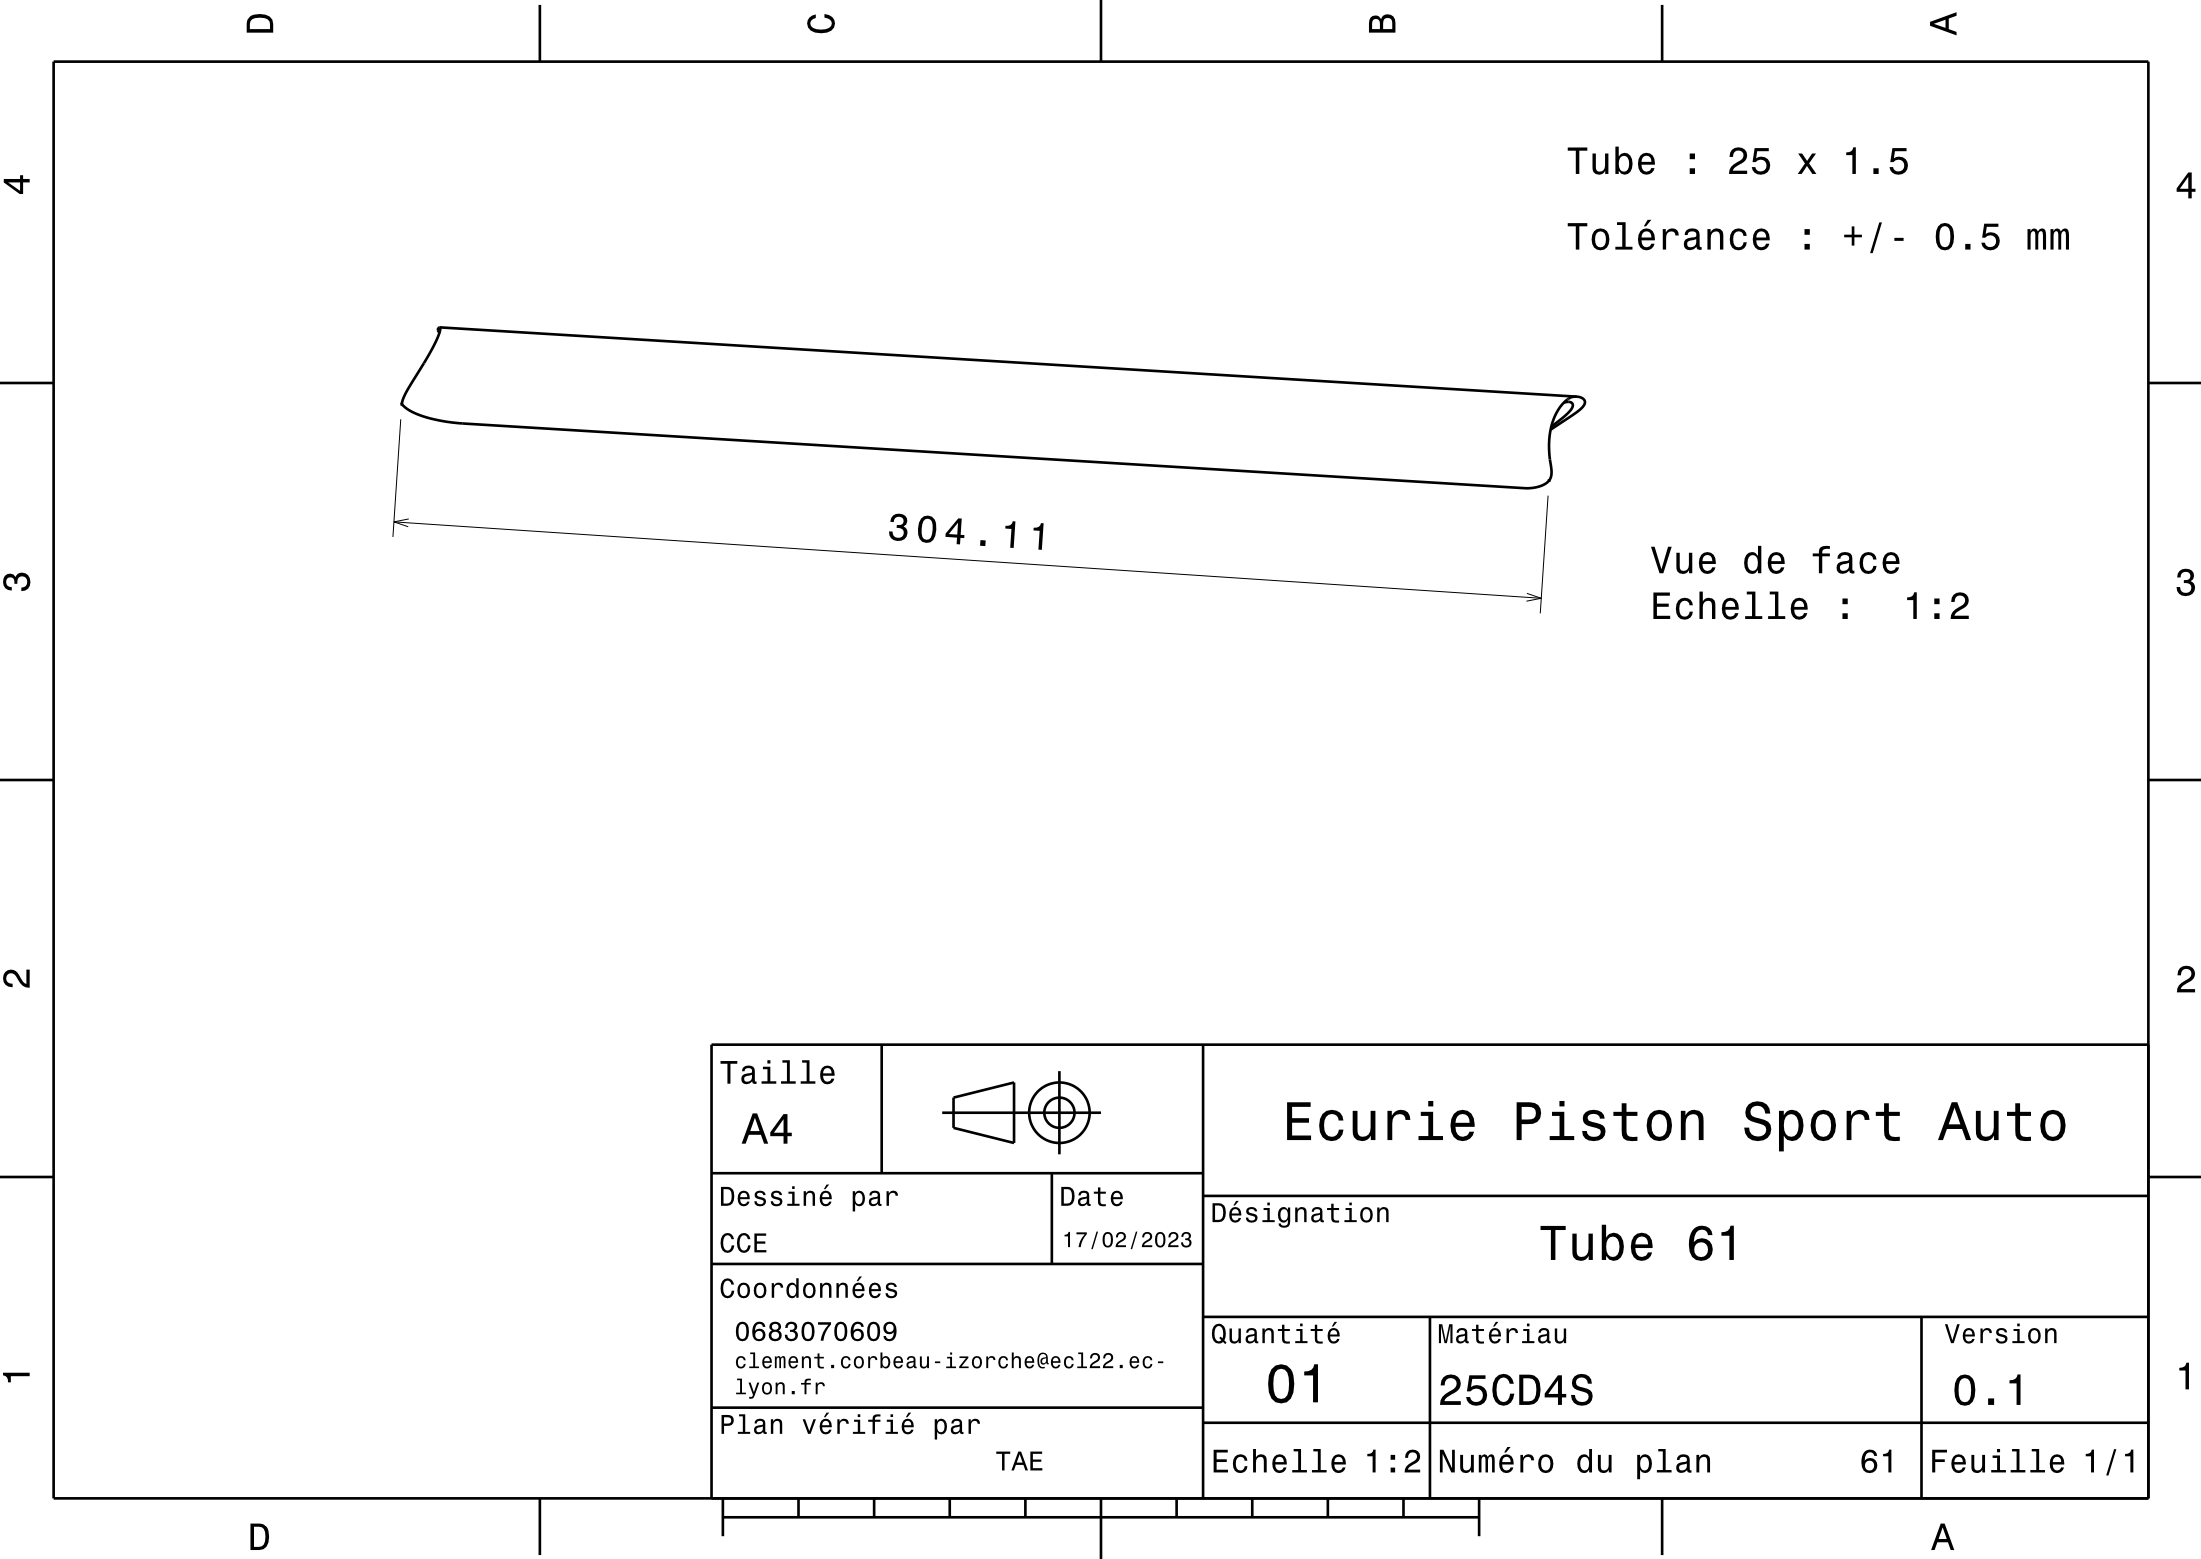 D C B A
4 4
Tube : 25 x 1.5
Tolérance : +/- 0.5 mm
304.11
Vue de face
Echelle :  1:2
3 3
2 2
Taille
A4
Ecurie Piston Sport Auto
Dessiné par
CCE
Date
17/02/2023
Désignation
Tube 61
Coordonnées
0683070609
clement.corbeau-izorche@ecl22.ec-
lyon.fr
Quantité
01
Matériau
25CD4S
Version
0.1
1 1
Plan vérifié par
TAE
Echelle 1:2
Numéro du plan 61
Feuille 1/1
D A